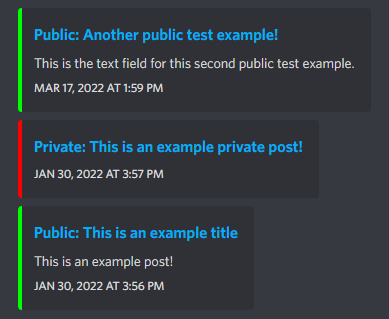 Public: Another public test example!
This is the text field for this second public test example.
MAR 17, 2022 AT 1:59 PM
Private: This is an example private post!
JAN 30, 2022 AT 3:57 PM
Public: This is an example title
This is an example post!
JAN 30, 2022 AT 3:56 PM